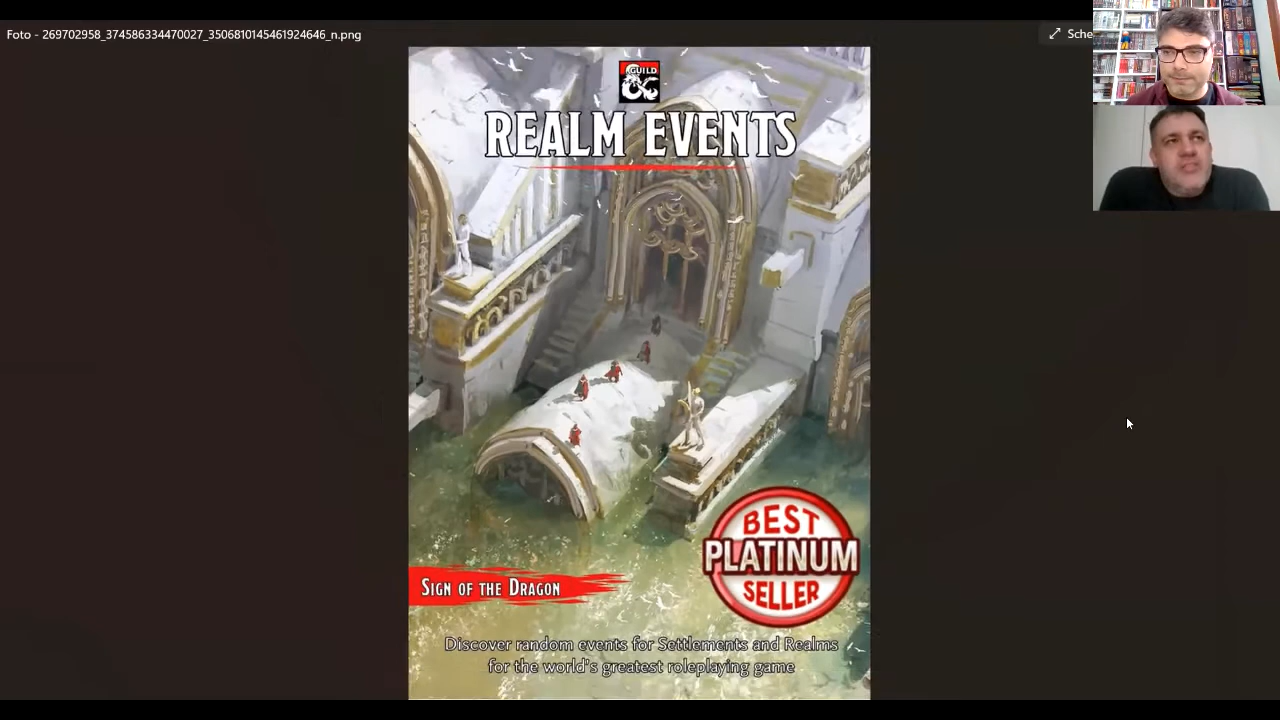 Foto - 269702958_374586334470027_3506810145461924646_n.png
Sche
GUILD
REALM EVENTS
BEST
PLATINUM
SELLER
SIGN OF THE DRAGON
Discover random events for Settlements and Realms
for the world's greatest roleplaying game